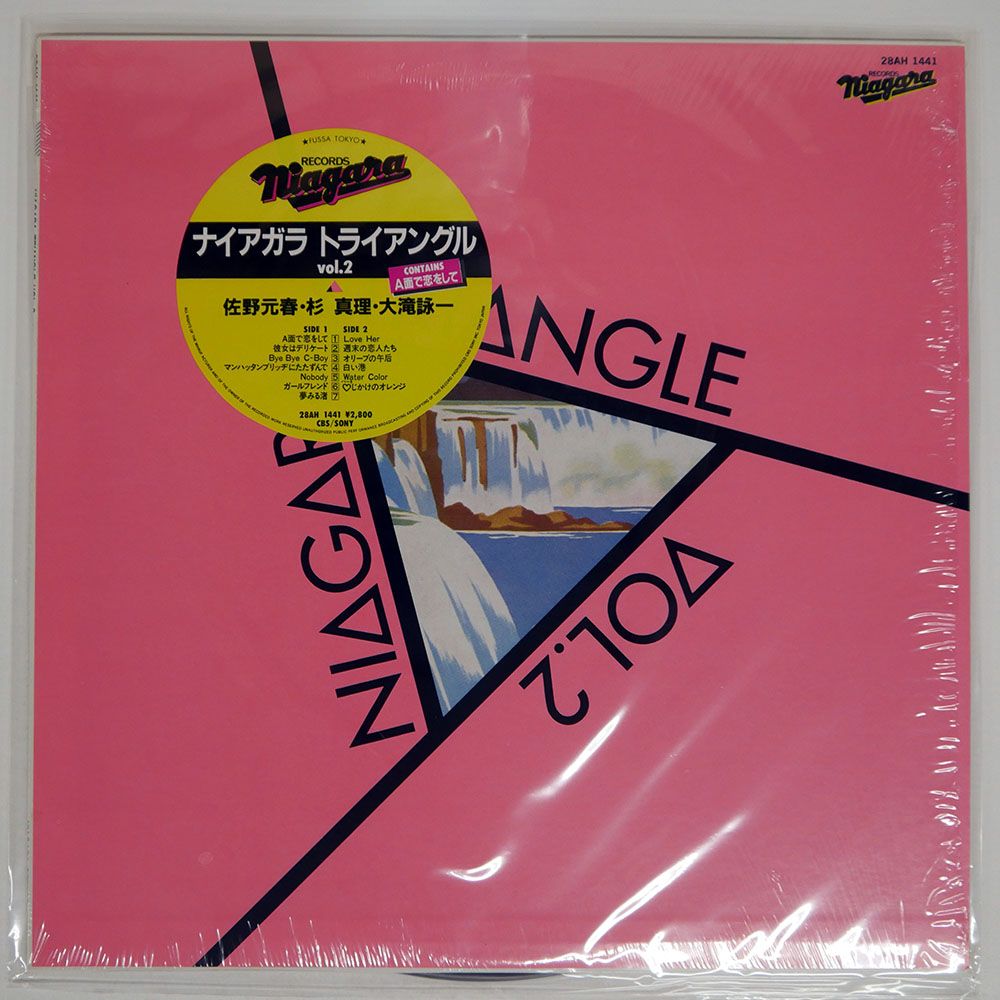 28AH 1441
RECORDS
Niagara
★FUSSA TOKYO★
RECORDS
Niagara
ナイアガラ トライアングル
vol.2
CONTAINS
A面で恋をして
佐野元春・杉 真理・大滝詠一
SIDE 1 SIDE 2
A面で恋をして 1 Love Her
彼女はデリケート 2 週末の恋人たち
Bye Bye C-Boy 3 オリーブの午后
マンハッタンブリッヂにたたずんで 4 白い港
Nobody 5 Water Color
ガールフレンド 6 ♡じかけのオレンジ
夢みる渚 7
28AH 1441 ¥2,800
CBS/SONY
NIAGAR
ANGLE
VOL.2